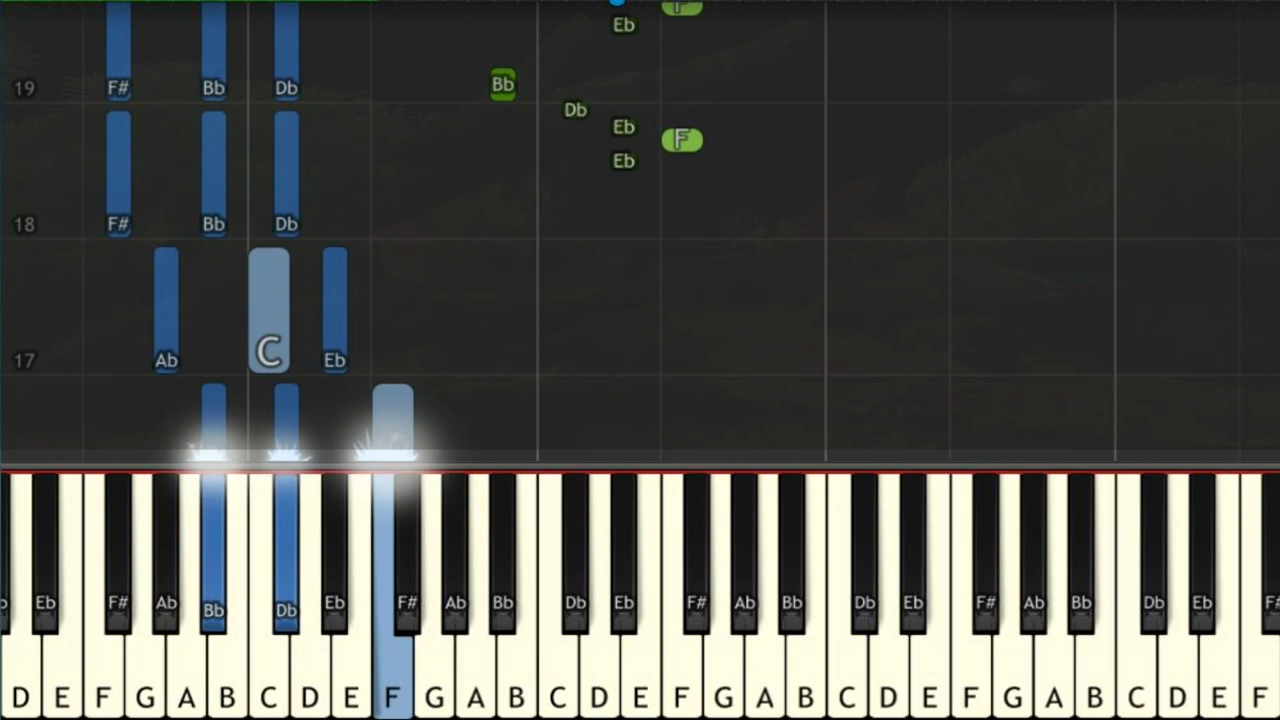 F
Eb
19 F# Bb Db Bb
Db
Eb
F
Eb
18 F# Bb Db
C
17 Ab Eb
Eb F# Ab Bb Db Eb F# Ab Bb Db Eb F# Ab Bb Db Eb F# Ab Bb Db Eb
D E F G A B C D E F G A B C D E F G A B C D E F G A B C D E F